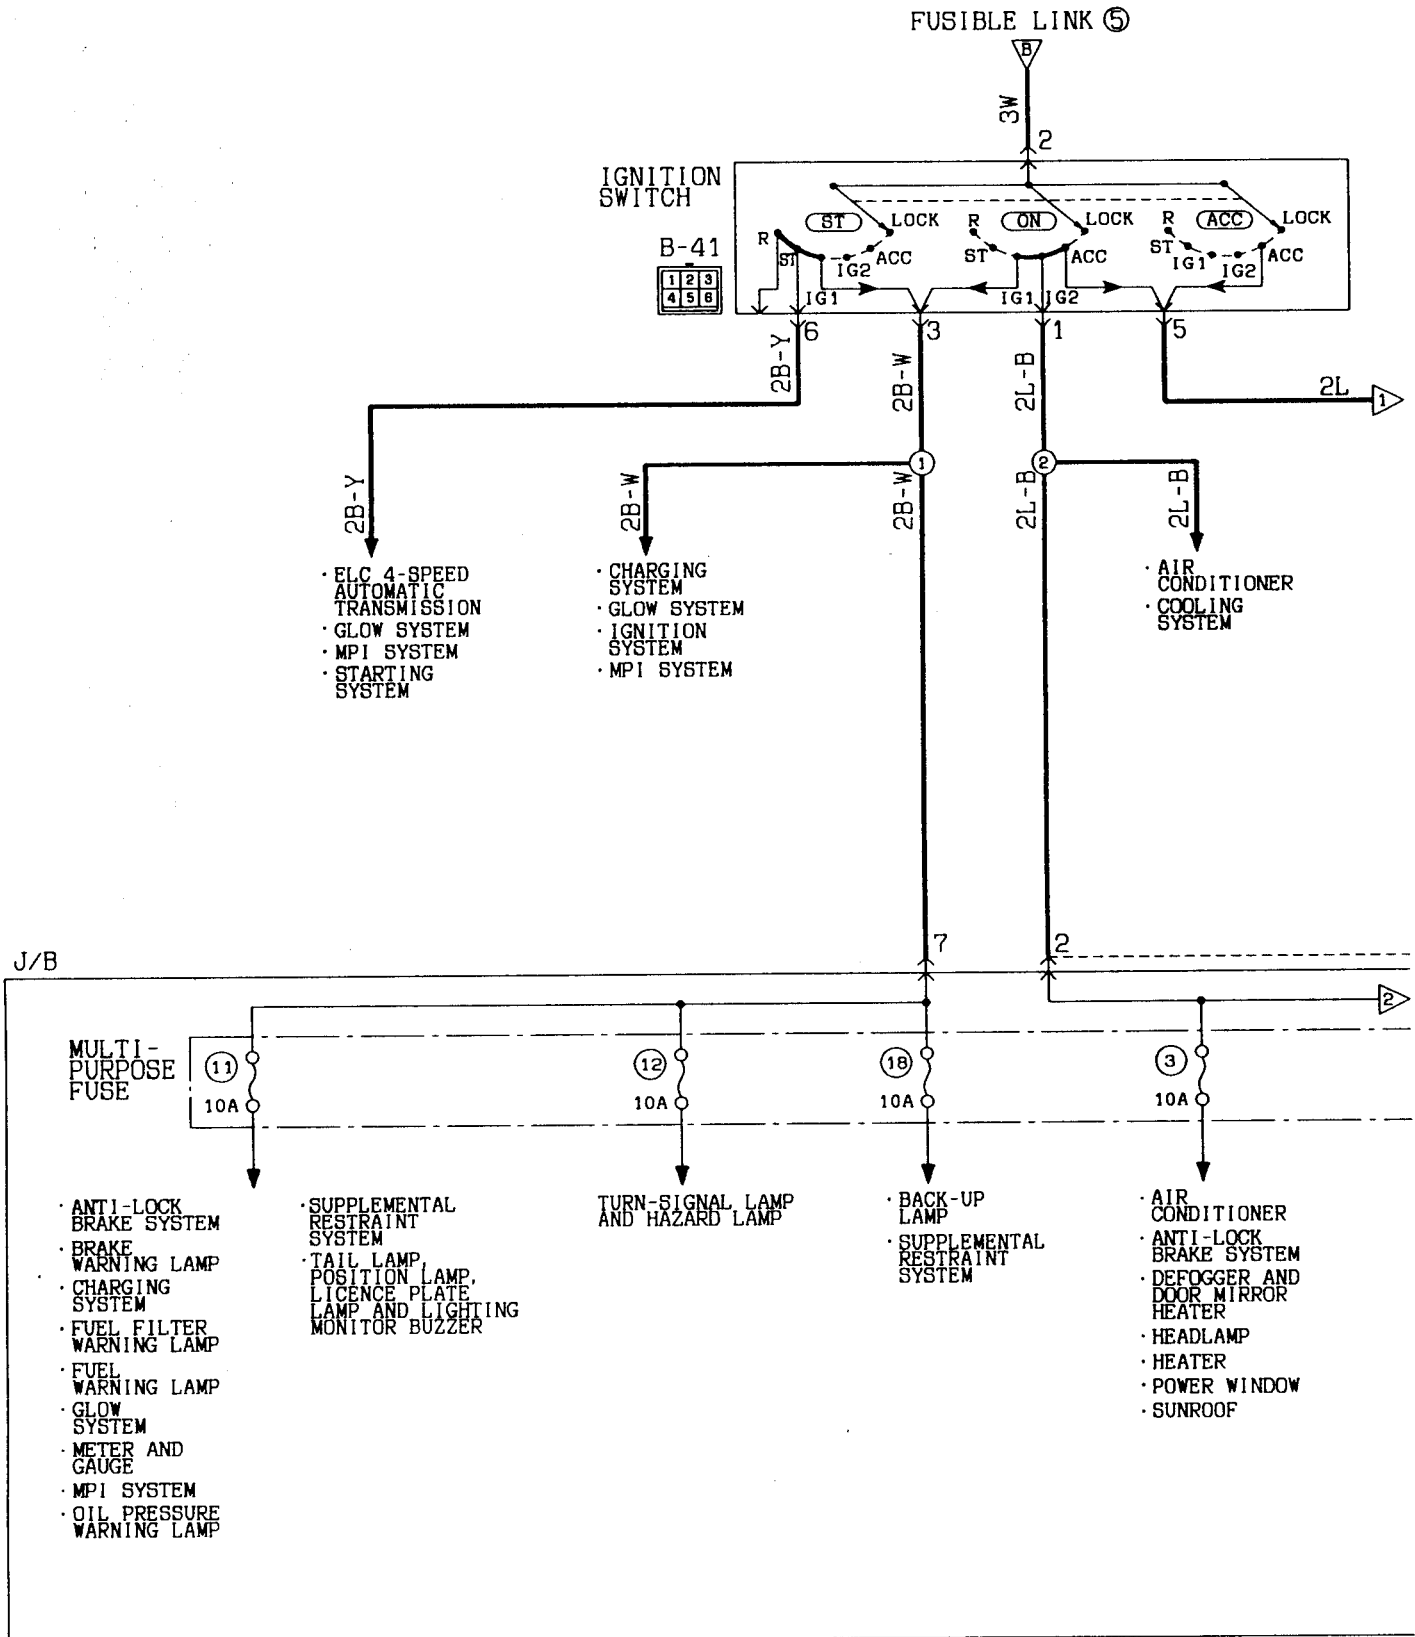 FUSIBLE LINK ⑤
B
3W
2
IGNITION
SWITCH
B-41
1 2 3
4 5 6
R ST LOCK
ST IG1 IG2 ACC
R ON LOCK
ST IG1 IG2 ACC
R ACC LOCK
ST IG1 IG2 ACC
6 3 1 5
2B-Y 2B-W 2L-B 2L
1
① ②
2B-Y 2B-W 2B-W 2L-B 2L-B
· ELC 4-SPEED
AUTOMATIC
TRANSMISSION
· GLOW SYSTEM
· MPI SYSTEM
· STARTING
SYSTEM
· CHARGING
SYSTEM
· GLOW SYSTEM
· IGNITION
SYSTEM
· MPI SYSTEM
· AIR
CONDITIONER
· COOLING
SYSTEM
7 2
J/B
2
MULTI-
PURPOSE
FUSE
⑪ 10A
⑫ 10A
⑱ 10A
③ 10A
· ANTI-LOCK
BRAKE SYSTEM
· BRAKE
WARNING LAMP
· CHARGING
SYSTEM
· FUEL FILTER
WARNING LAMP
· FUEL
WARNING LAMP
· GLOW
SYSTEM
· METER AND
GAUGE
· MPI SYSTEM
· OIL PRESSURE
WARNING LAMP
· SUPPLEMENTAL
RESTRAINT
SYSTEM
· TAIL LAMP,
POSITION LAMP,
LICENCE PLATE
LAMP AND LIGHTING
MONITOR BUZZER
TURN-SIGNAL LAMP
AND HAZARD LAMP
· BACK-UP
LAMP
· SUPPLEMENTAL
RESTRAINT
SYSTEM
· AIR
CONDITIONER
· ANTI-LOCK
BRAKE SYSTEM
· DEFOGGER AND
DOOR MIRROR
HEATER
· HEADLAMP
· HEATER
· POWER WINDOW
· SUNROOF